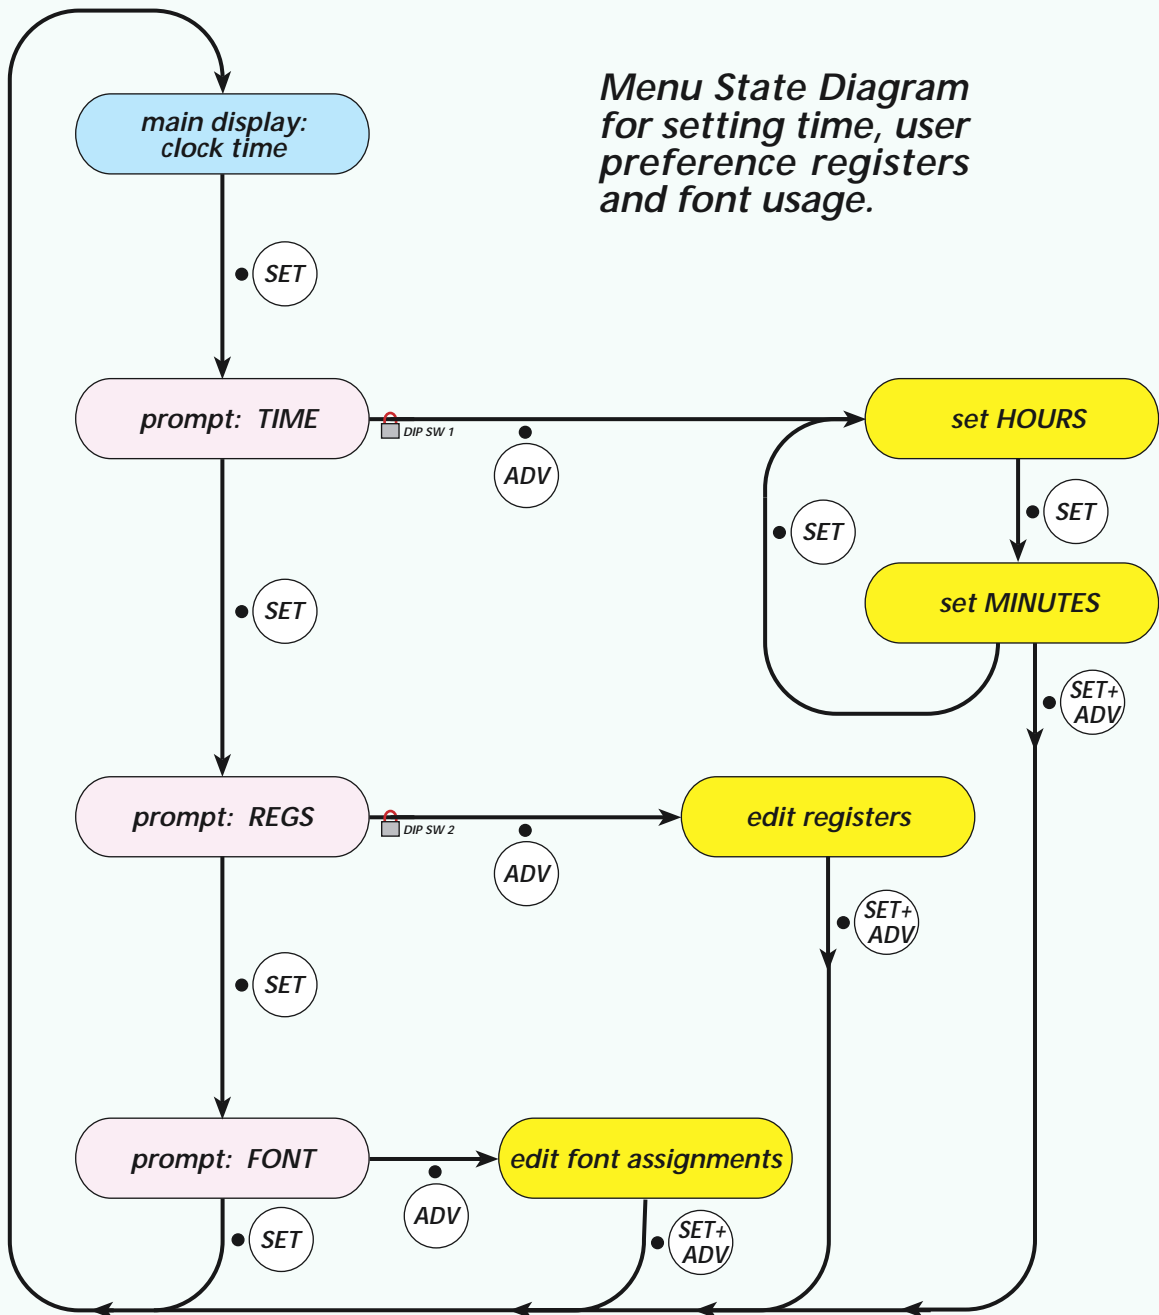 Menu State Diagram
for setting time, user
preference registers
and font usage.
main display:
clock time
SET
prompt: TIME
DIP SW 1
ADV
set HOURS
SET
SET
set MINUTES
SET
SET+
ADV
prompt: REGS
DIP SW 2
ADV
edit registers
SET+
ADV
SET
prompt: FONT
ADV
edit font assignments
SET
SET+
ADV